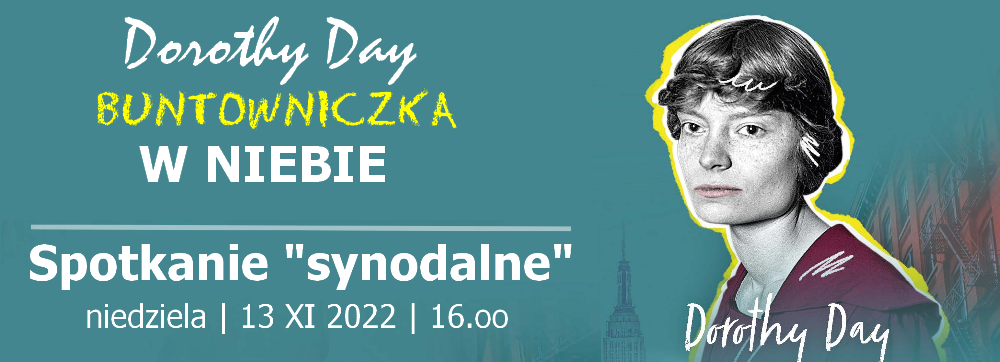 Dorothy Day
BUNTOWNICZKA
W NIEBIE
Spotkanie "synodalne"
niedziela | 13 XI 2022 | 16.oo
Dorothy Day